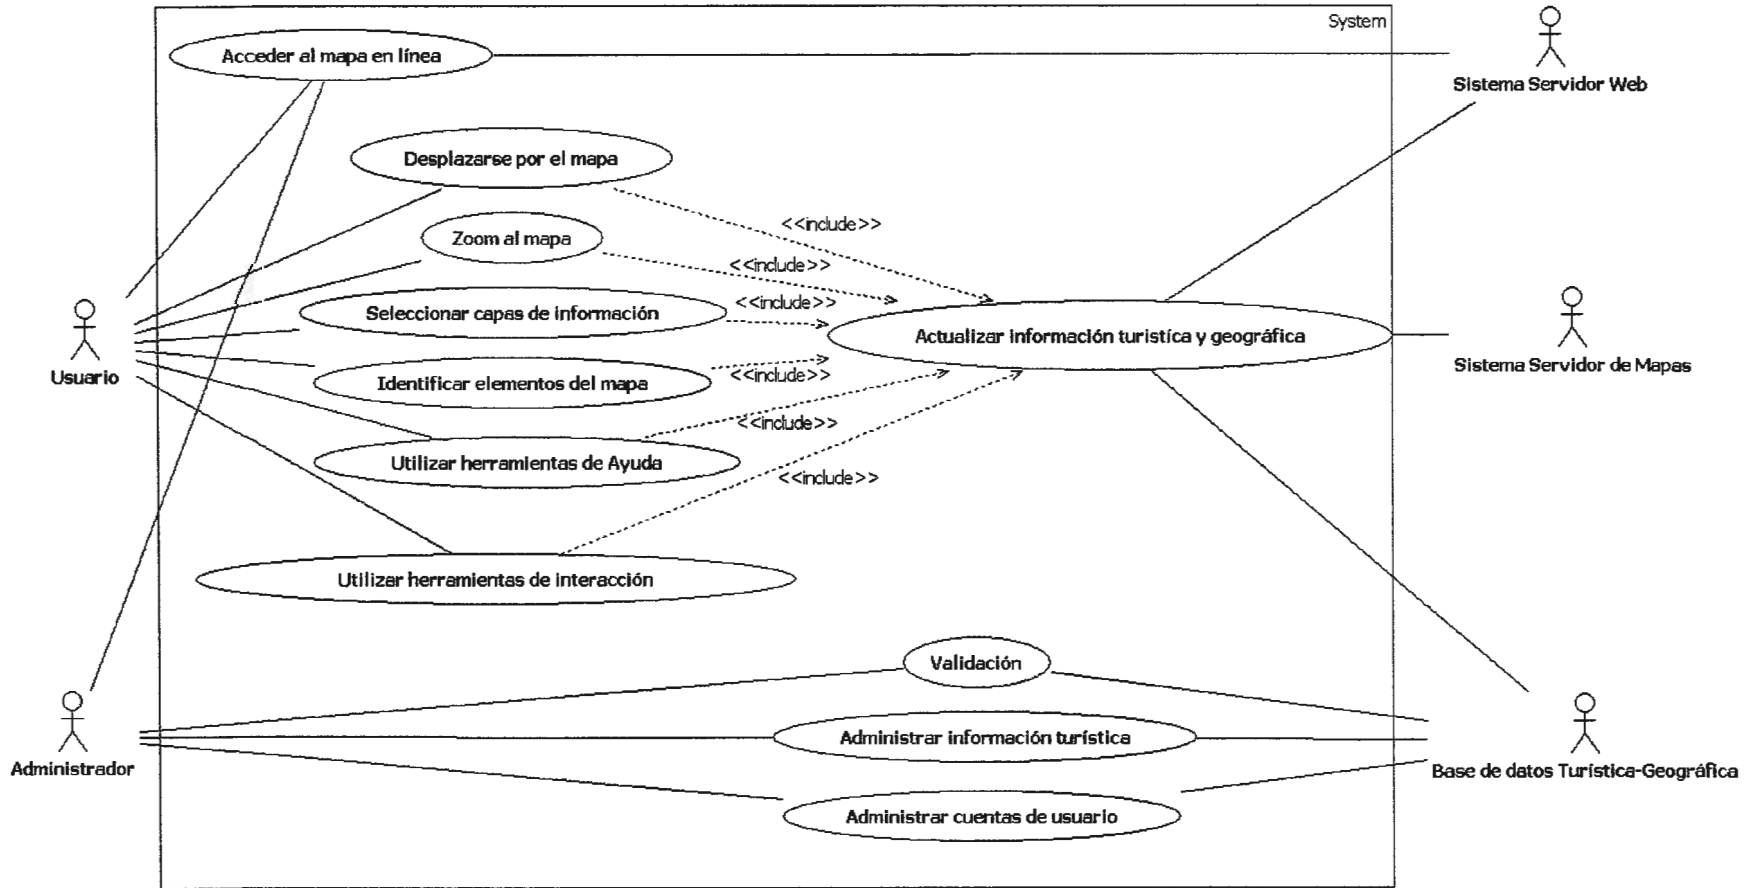 System
Acceder al mapa en línea
Sistema Servidor Web
Desplazarse por el mapa
<<include>>
Zoom al mapa
<<include>>
<<include>>
Seleccionar capas de información
Actualizar información turistíca y geográfica
Sistema Servidor de Mapas
Usuario
Identificar elementos del mapa
<<include>>
<<include>>
Utilizar herramientas de Ayuda
<<include>>
Utilizar herramientas de interacción
Validación
Administrar información turística
Administrador
Base de datos Turística-Geográfica
Administrar cuentas de usuario